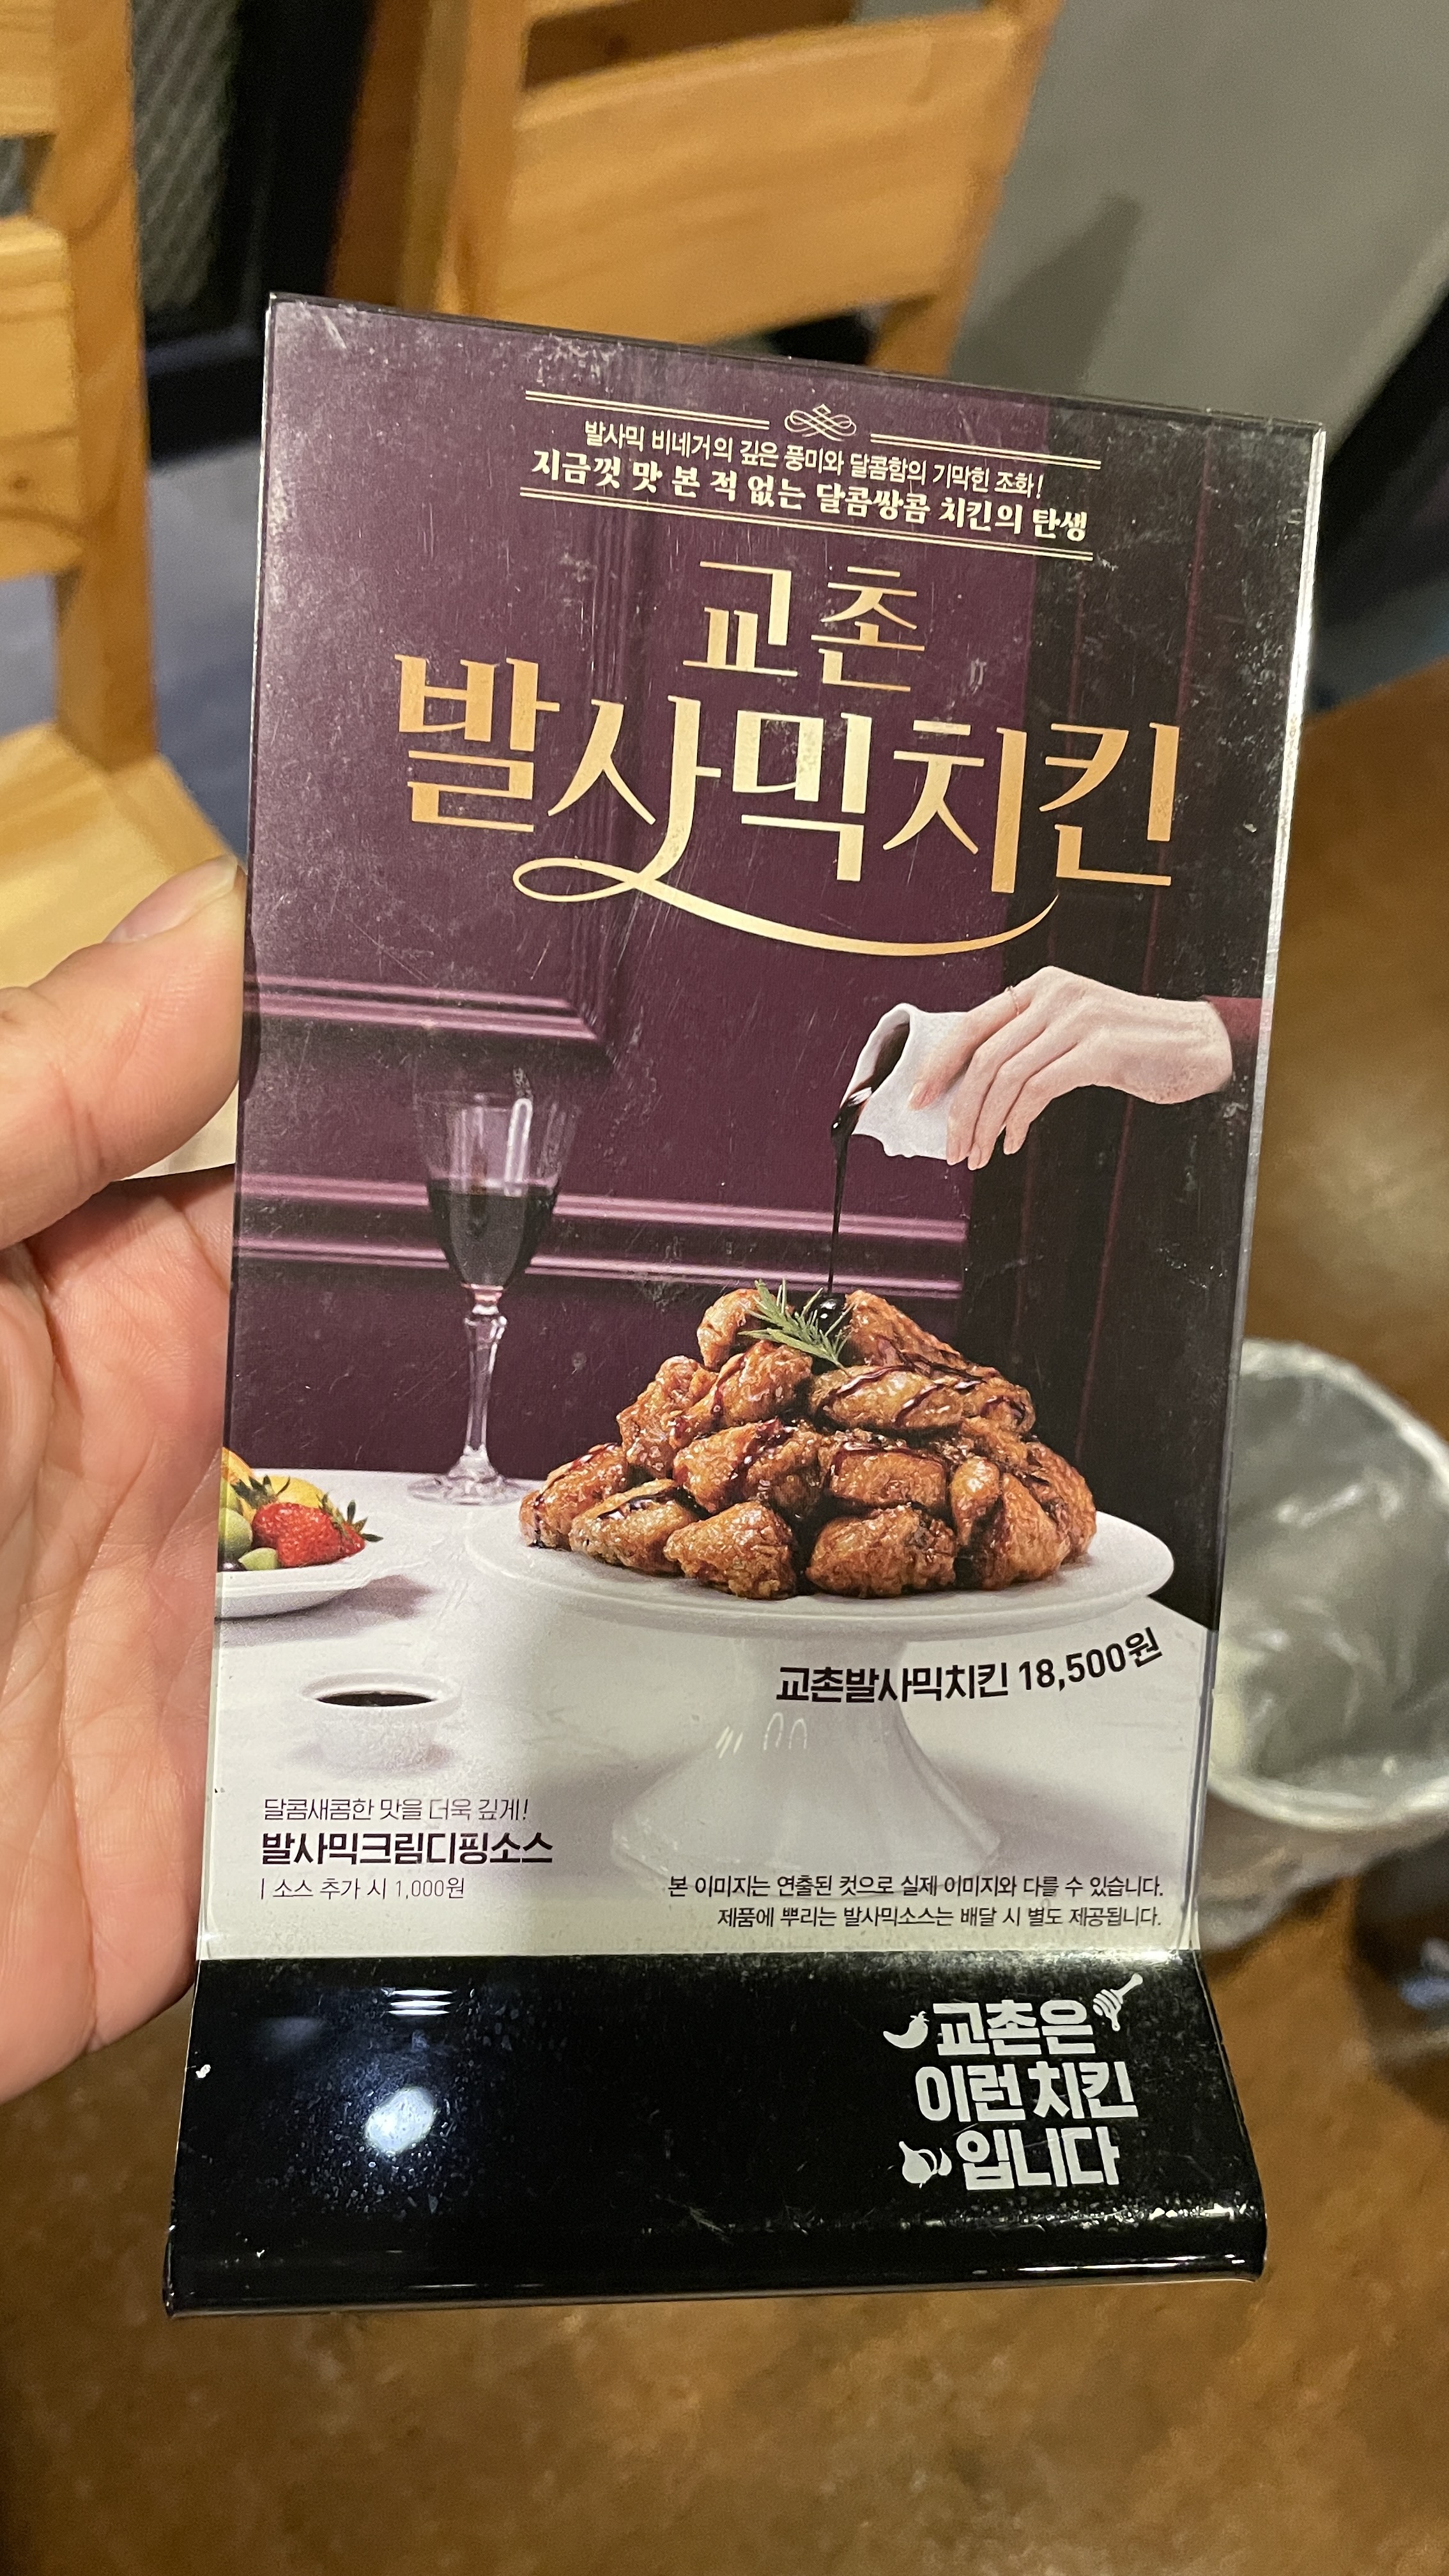 발사믹 비네거의 깊은 풍미와 달콤함의 기막힌 조화!
지금껏 맛 본 적 없는 달콤쌍콤 치킨의 탄생
교촌
발사믹치킨
교촌발사믹치킨 18,500원
달콤새콤한 맛을 더욱 깊게!
발사믹크림디핑소스
| 소스 추가 시 1,000원
본 이미지는 연출된 컷으로 실제 이미지와 다를 수 있습니다.
제품에 뿌리는 발사믹소스는 배달 시 별도 제공됩니다.
교촌은
이런 치킨
입니다